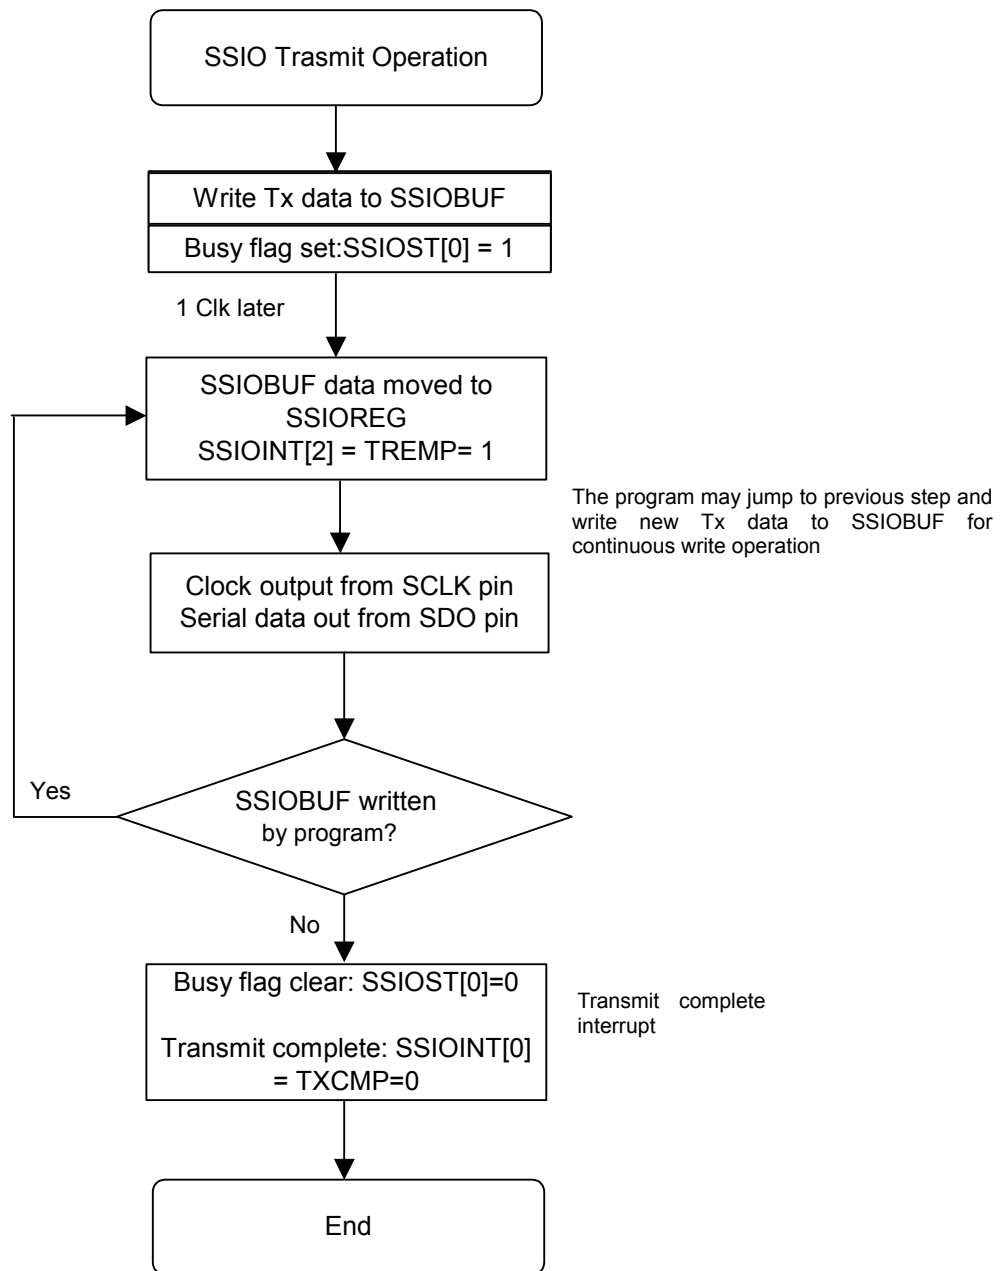 SSIO Trasmit Operation
Write Tx data to SSIOBUF
Busy flag set:SSIOST[0] = 1
1 Clk later
SSIOBUF data moved to
SSIOREG
SSIOINT[2] = TREMP= 1
The program may jump to previous step and
write new Tx data to SSIOBUF for
continuous write operation
Clock output from SCLK pin
Serial data out from SDO pin
Yes
SSIOBUF written
by program?
No
Busy flag clear: SSIOST[0]=0
Transmit complete: SSIOINT[0]
= TXCMP=0
Transmit complete
interrupt
End